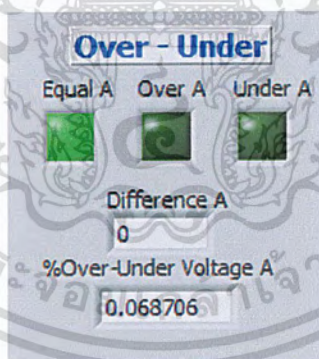 Over - Under
Equal A Over A Under A
Difference A
0
%Over-Under Voltage A
0.068706